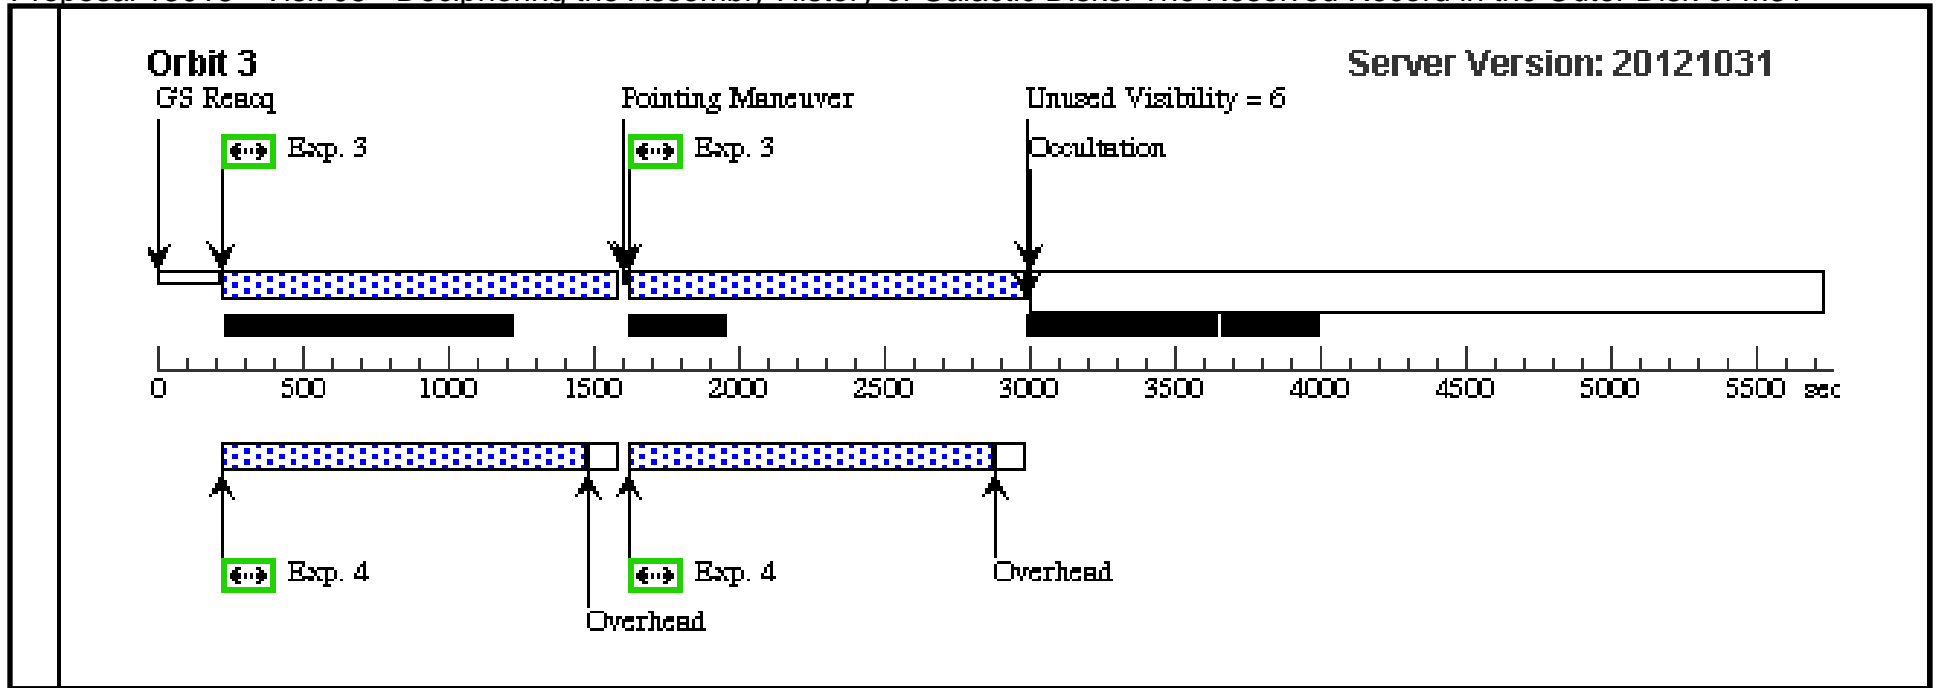 Orbit 3
Server Version: 20121031
GS Reacq
Pointing Maneuver
Unused Visibility = 6
Exp. 3
Exp. 3
Occultation
0 500 1000 1500 2000 2500 3000 3500 4000 4500 5000 5500 sec
Exp. 4
Exp. 4
Overhead
Overhead